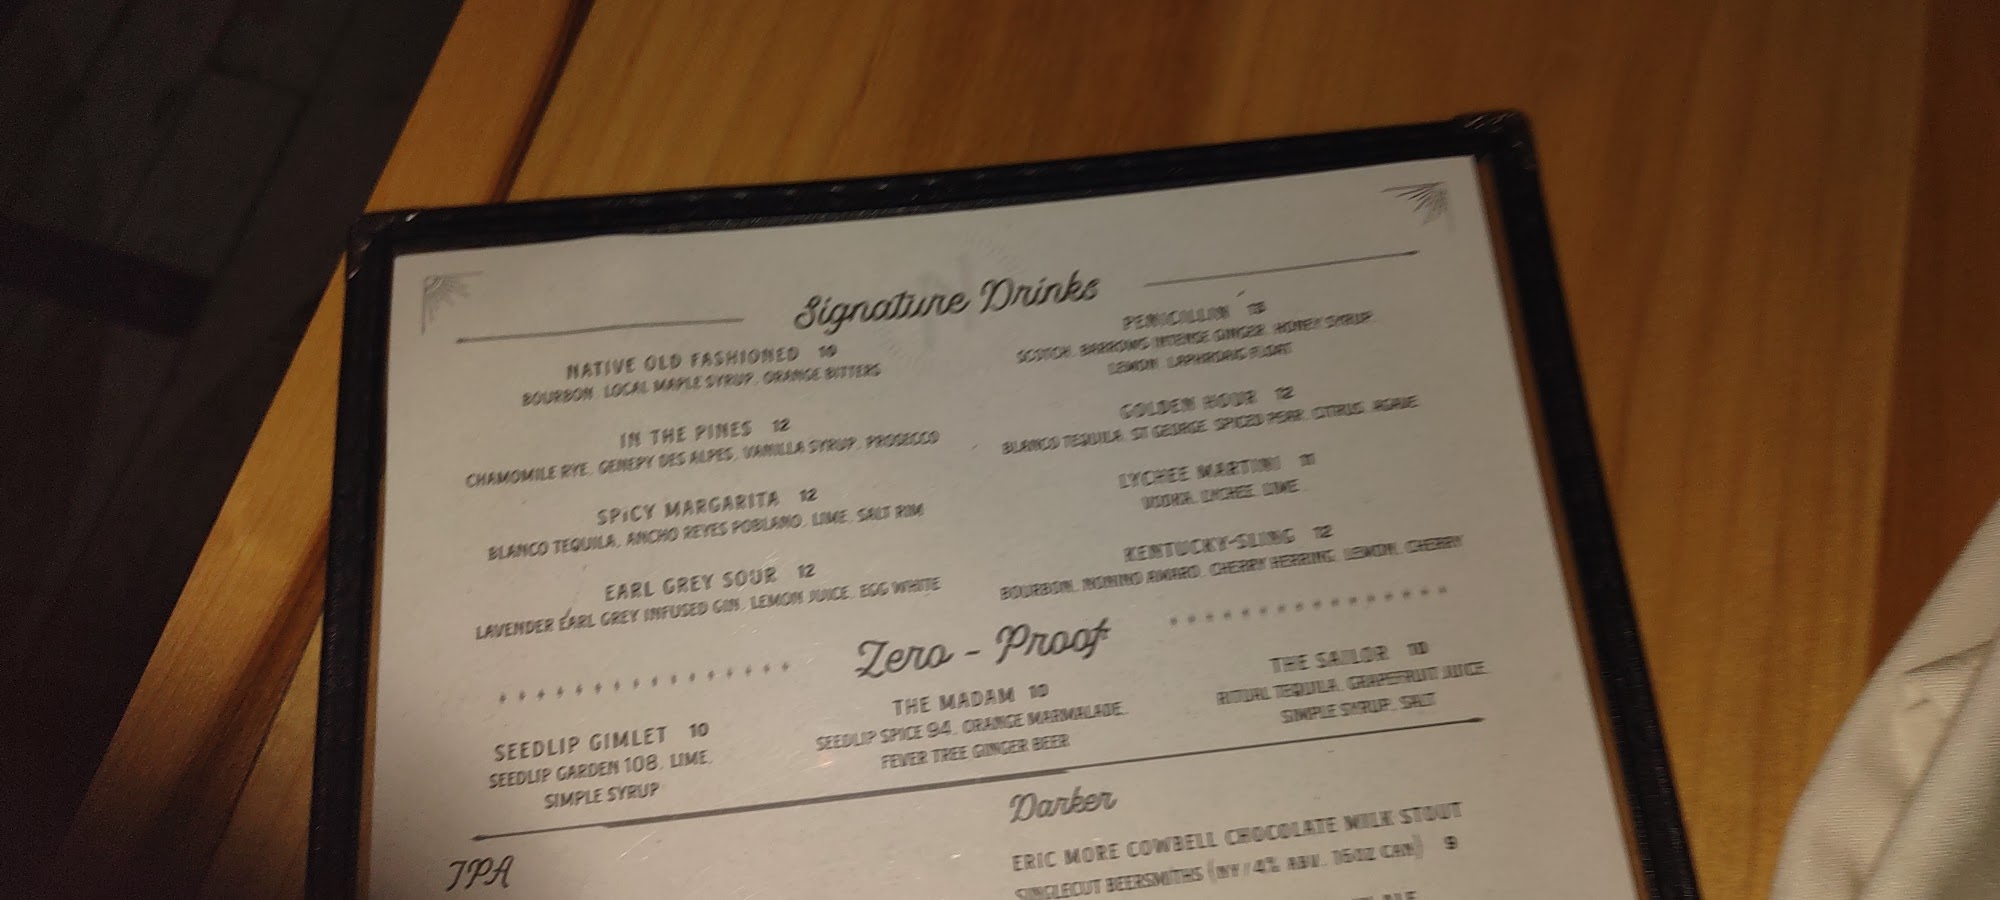 Signature Drinks
NATIVE OLD FASHIONED 10
BOURBON, LOCAL MAPLE SYRUP, ORANGE BITTERS
IN THE PINES 12
CHAMOMILE RYE, GENEPY DES ALPES, VANILLA SYRUP, PROSECCO
SPICY MARGARITA 12
BLANCO TEQUILA, ANCHO REYES POBLANO, LIME, SALT RIM
EARL GREY SOUR 12
LAVENDER EARL GREY INFUSED GIN, LEMON JUICE, EGG WHITE
PENICILLIN
SCOTCH, BARROWS INTENSE GINGER, HONEY SYRUP,
LEMON, LAPHROAIG FLOAT
GOLDEN HOUR 12
BLANCO TEQUILA, ST GEORGE SPICED PEAR, CITRUS, AGAVE
LYCHEE MARTINI 11
VODKA, LYCHEE, LIME
KENTUCKY-SLING 12
BOURBON, NONINO AMARO, CHERRY HERRING, LEMON, CHERRY
Zero - Proof
SEEDLIP GIMLET 10
SEEDLIP GARDEN 108, LIME,
SIMPLE SYRUP
THE MADAM 10
SEEDLIP SPICE 94, ORANGE MARMALADE,
FEVER TREE GINGER BEER
THE SAILOR 10
RITUAL TEQUILA, GRAPEFRUIT JUICE,
SIMPLE SYRUP, SALT
IPA
Darker
ERIC MORE COWBELL CHOCOLATE MILK STOUT
SINGLECUT BEERSMITHS (NY / 4% ABV, 16OZ CAN) 9
ALE